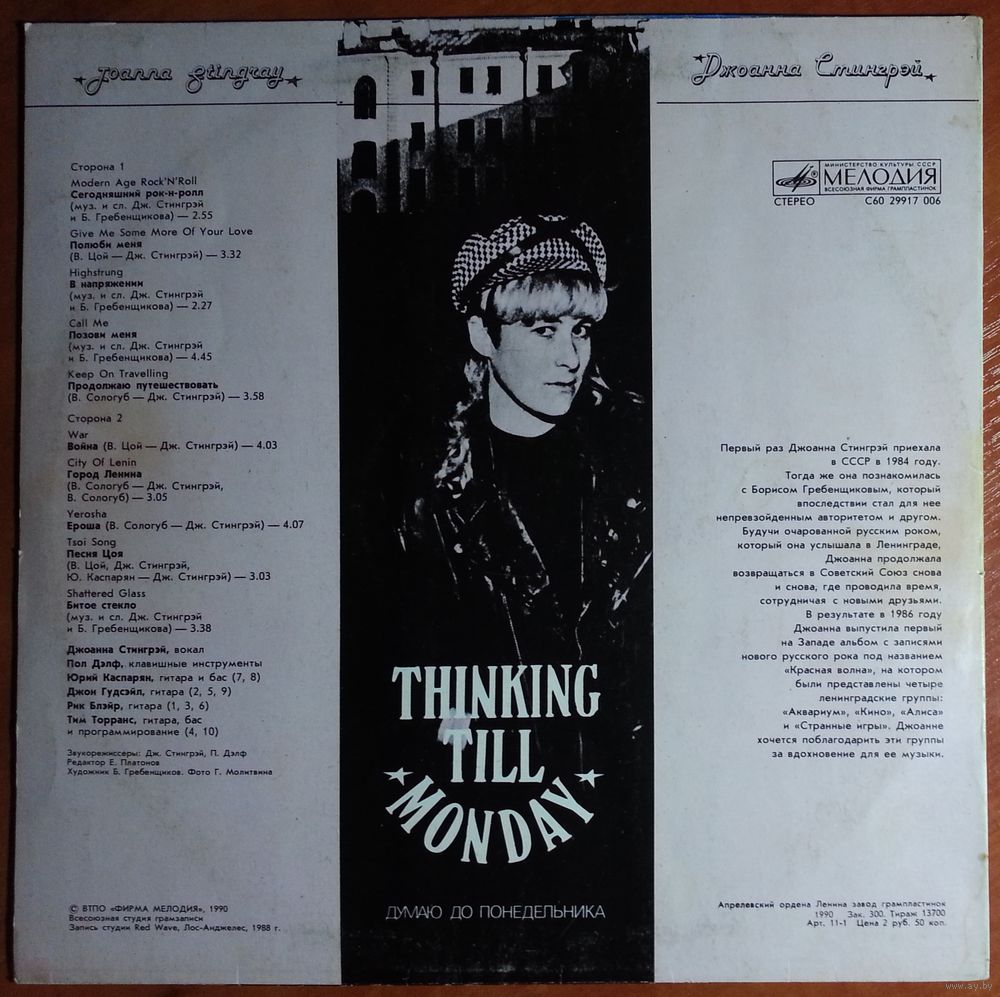 Joanna Stingray
Сторона 1
Modern Age Rock'N'Roll
Сегодняшний рок-н-ролл
(муз. и сл. Дж. Стингрэй
и Б. Гребенщикова) — 2.55
Give Me Some More Of Your Love
Полюби меня
(В. Цой — Дж. Стингрэй) — 3.32
Highstrung
В напряжении
(муз. и сл. Дж. Стингрэй
и Б. Гребенщикова) — 2.27
Call Me
Позови меня
(муз. и сл. Дж. Стингрэй
и Б. Гребенщикова) — 4.45
Keep On Travelling
Продолжаю путешествовать
(В. Сологуб — Дж. Стингрэй) — 3.58
Сторона 2
War
Война (В. Цой — Дж. Стингрэй) — 4.03
City Of Lenin
Город Ленина
(В. Сологуб — Дж. Стингрэй,
В. Сологуб) — 3.05
Yerosha
Ероша (В. Сологуб — Дж. Стингрэй) — 4.07
Tsoi Song
Песня Цоя
(В. Цой, Дж. Стингрэй,
Ю. Каспарян — Дж. Стингрэй) — 3.03
Shattered Glass
Битое стекло
(муз. и сл. Дж. Стингрэй
и Б. Гребенщикова) — 3.38
Джоанна Стингрэй, вокал
Пол Дэлф, клавишные инструменты
Юрий Каспарян, гитара и бас (7, 8)
Джон Гудсэйл, гитара (2, 5, 9)
Рик Блэйр, гитара (1, 3, 6)
Тим Торранс, гитара, бас
и программирование (4, 10)
Звукорежиссеры: Дж. Стингрэй, П. Дэлф
Редактор Е. Платонов
Художник Б. Гребенщиков. Фото Г. Молитвина
© ВТПО «ФИРМА МЕЛОДИЯ», 1990
Всесоюзная студия грамзаписи
Запись студии Red Wave, Лос-Анджелес, 1988 г.
THINKING
TILL
MONDAY
ДУМАЮ ДО ПОНЕДЕЛЬНИКА
Джоанна Стингрэй
МИНИСТЕРСТВО КУЛЬТУРЫ СССР
МЕЛОДИЯ
ВСЕСОЮЗНАЯ ФИРМА ГРАМПЛАСТИНОК
СТЕРЕО С60 29917 006
Первый раз Джоанна Стингрэй приехала
в СССР в 1984 году.
Тогда же она познакомилась
с Борисом Гребенщиковым, который
впоследствии стал для нее
непревзойденным авторитетом и другом.
Будучи очарованной русским роком,
который она услышала в Ленинграде,
Джоанна продолжала
возвращаться в Советский Союз снова
и снова, где проводила время,
сотрудничая с новыми друзьями.
В результате в 1986 году
Джоанна выпустила первый
на Западе альбом с записями
нового русского рока под названием
«Красная волна», на котором
были представлены четыре
ленинградские группы:
«Аквариум», «Кино», «Алиса»
и «Странные игры». Джоанне
хочется поблагодарить эти группы
за вдохновение для ее музыки.
Апрелевский ордена Ленина завод грампластинок
1990 Зак. 300. Тираж 13700
Арт. 11-1 Цена 2 руб. 50 коп.
www.ay.by